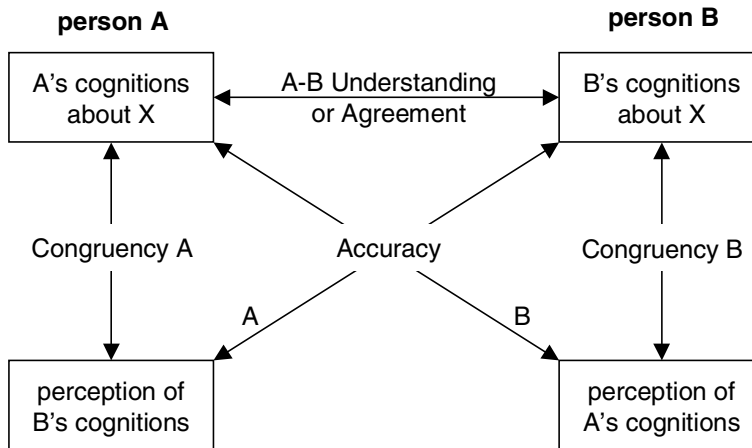 person A
person B
A's cognitions
about X
A-B Understanding
or Agreement
B's cognitions
about X
Congruency A
Accuracy
Congruency B
A
B
perception of
B's cognitions
perception of
A's cognitions